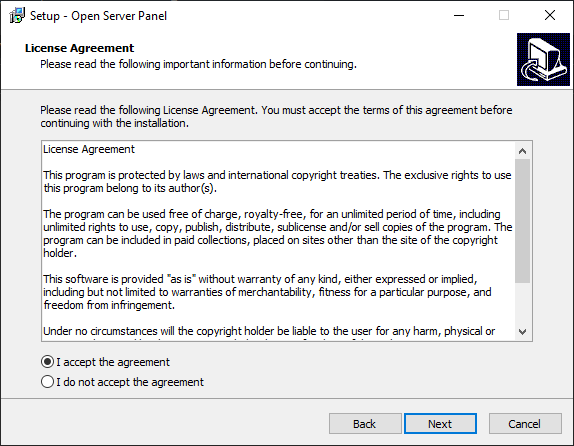 Setup - Open Server Panel
License Agreement
Please read the following important information before continuing.
Please read the following License Agreement. You must accept the terms of this agreement before
continuing with the installation.
License Agreement
This program is protected by laws and international copyright treaties. The exclusive rights to use
this program belong to its author(s).
The program can be used free of charge, royalty-free, for an unlimited period of time, including
unlimited rights to use, copy, publish, distribute, sublicense and/or sell copies of the program. The
program can be included in paid collections, placed on sites other than the site of the copyright
holder.
This software is provided "as is" without warranty of any kind, either expressed or implied,
including but not limited to warranties of merchantability, fitness for a particular purpose, and
freedom from infringement.
Under no circumstances will the copyright holder be liable to the user for any harm, physical or
I accept the agreement
I do not accept the agreement
Back
Next
Cancel